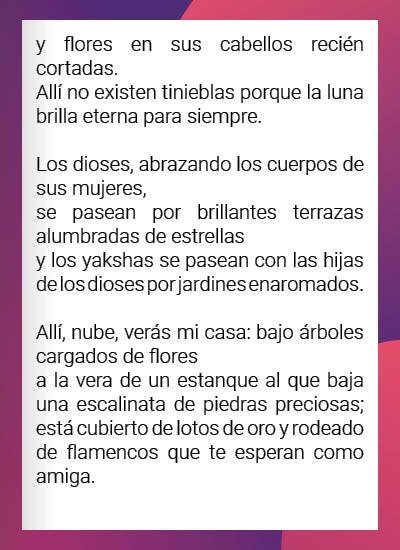 y flores en sus cabellos recién
cortadas.
Allí no existen tinieblas porque la luna
brilla eterna para siempre.
Los dioses, abrazando los cuerpos de
sus mujeres,
se pasean por brillantes terrazas
alumbradas de estrellas
y los yakshas se pasean con las hijas
de los dioses por jardines enaromados.
Allí, nube, verás mi casa: bajo árboles
cargados de flores
a la vera de un estanque al que baja
una escalinata de piedras preciosas;
está cubierto de lotos de oro y rodeado
de flamencos que te esperan como
amiga.